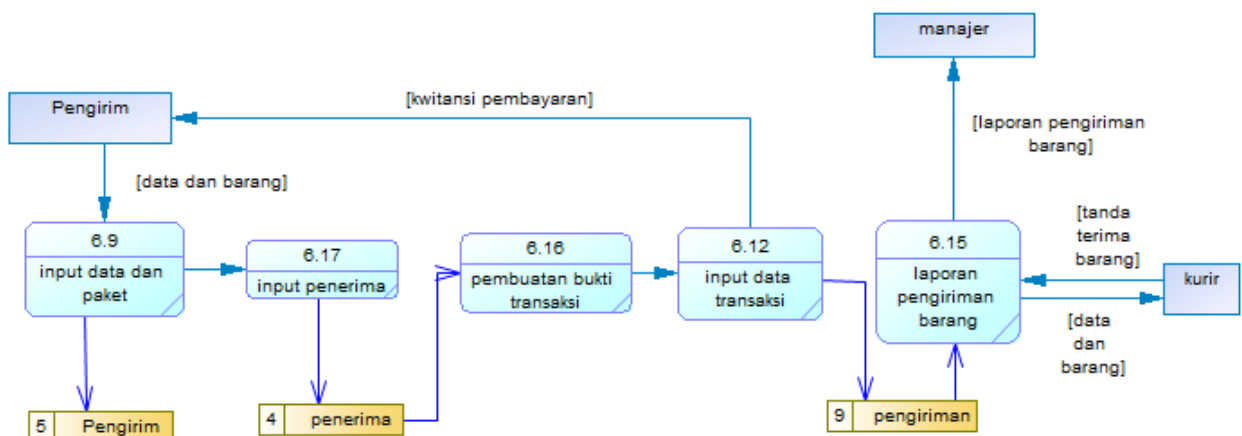 manajer
Pengirim
[kwitansi pembayaran]
[laporan pengiriman
barang]
[data dan barang]
6.9
input data dan
paket
6.17
input penerima
6.16
pembuatan bukti
transaksi
6.12
input data
transaksi
6.15
laporan
pengiriman
barang
[tanda
terima
barang]
kurir
[data
dan
barang]
5 Pengirim
4 penerima
9 pengiriman